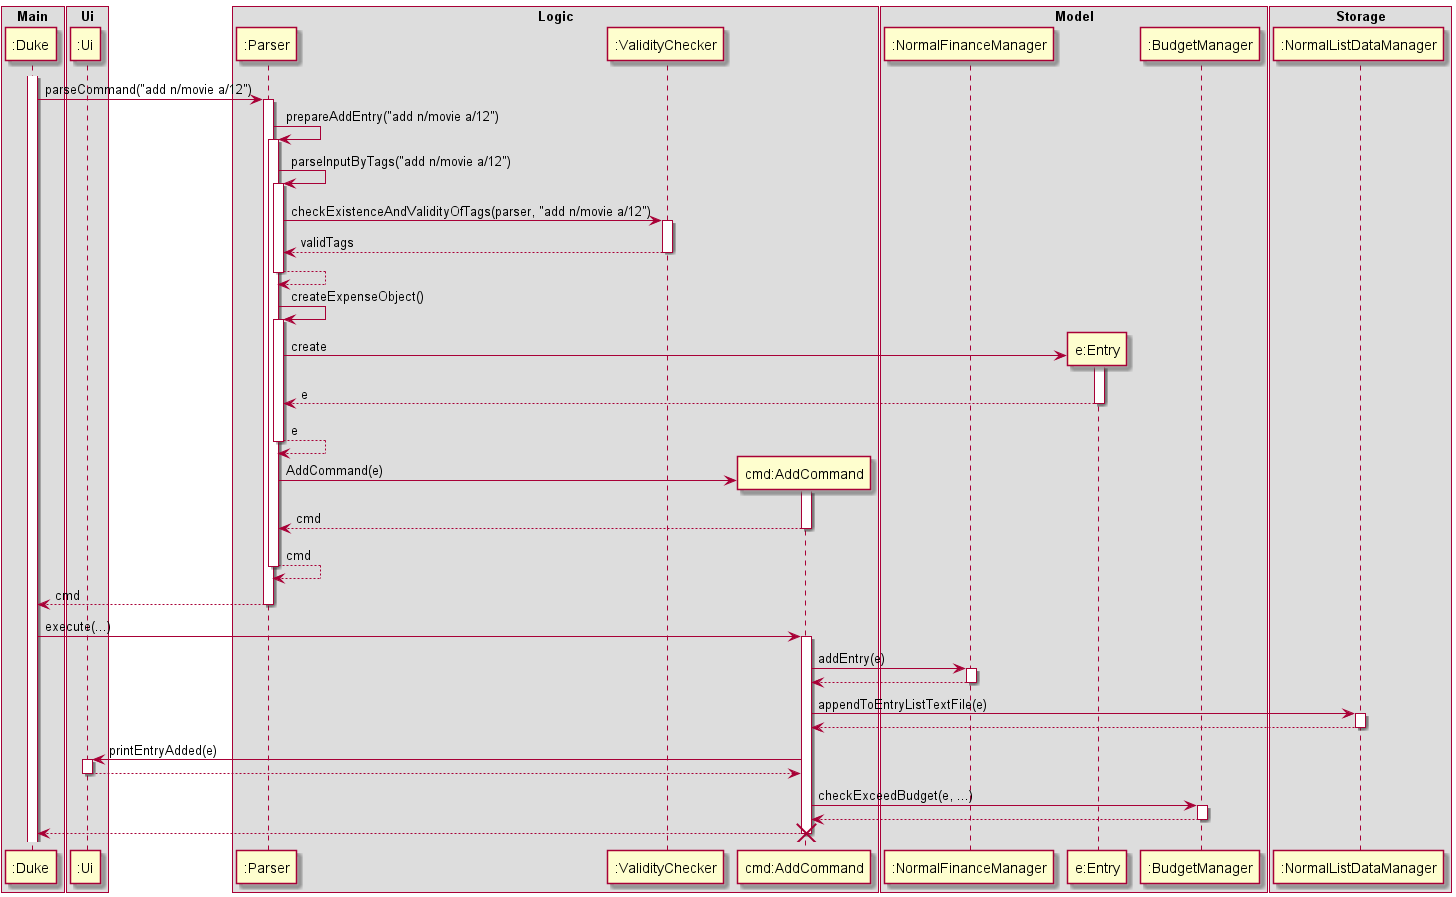 Main
Ui
Logic
Model
Storage
:Duke
:Ui
:Parser
:ValidityChecker
:NormalFinanceManager
:BudgetManager
:NormalListDataManager
parseCommand("add n/movie a/12")
prepareAddEntry("add n/movie a/12")
parseInputByTags("add n/movie a/12")
checkExistenceAndValidityOfTags(parser, "add n/movie a/12")
validTags
createExpenseObject()
create
e:Entry
e
e
AddCommand(e)
cmd:AddCommand
cmd
cmd
cmd
execute(...)
addEntry(e)
appendToEntryListTextFile(e)
printEntryAdded(e)
checkExceedBudget(e, ...)
:Duke
:Ui
:Parser
:ValidityChecker
cmd:AddCommand
:NormalFinanceManager
e:Entry
:BudgetManager
:NormalListDataManager